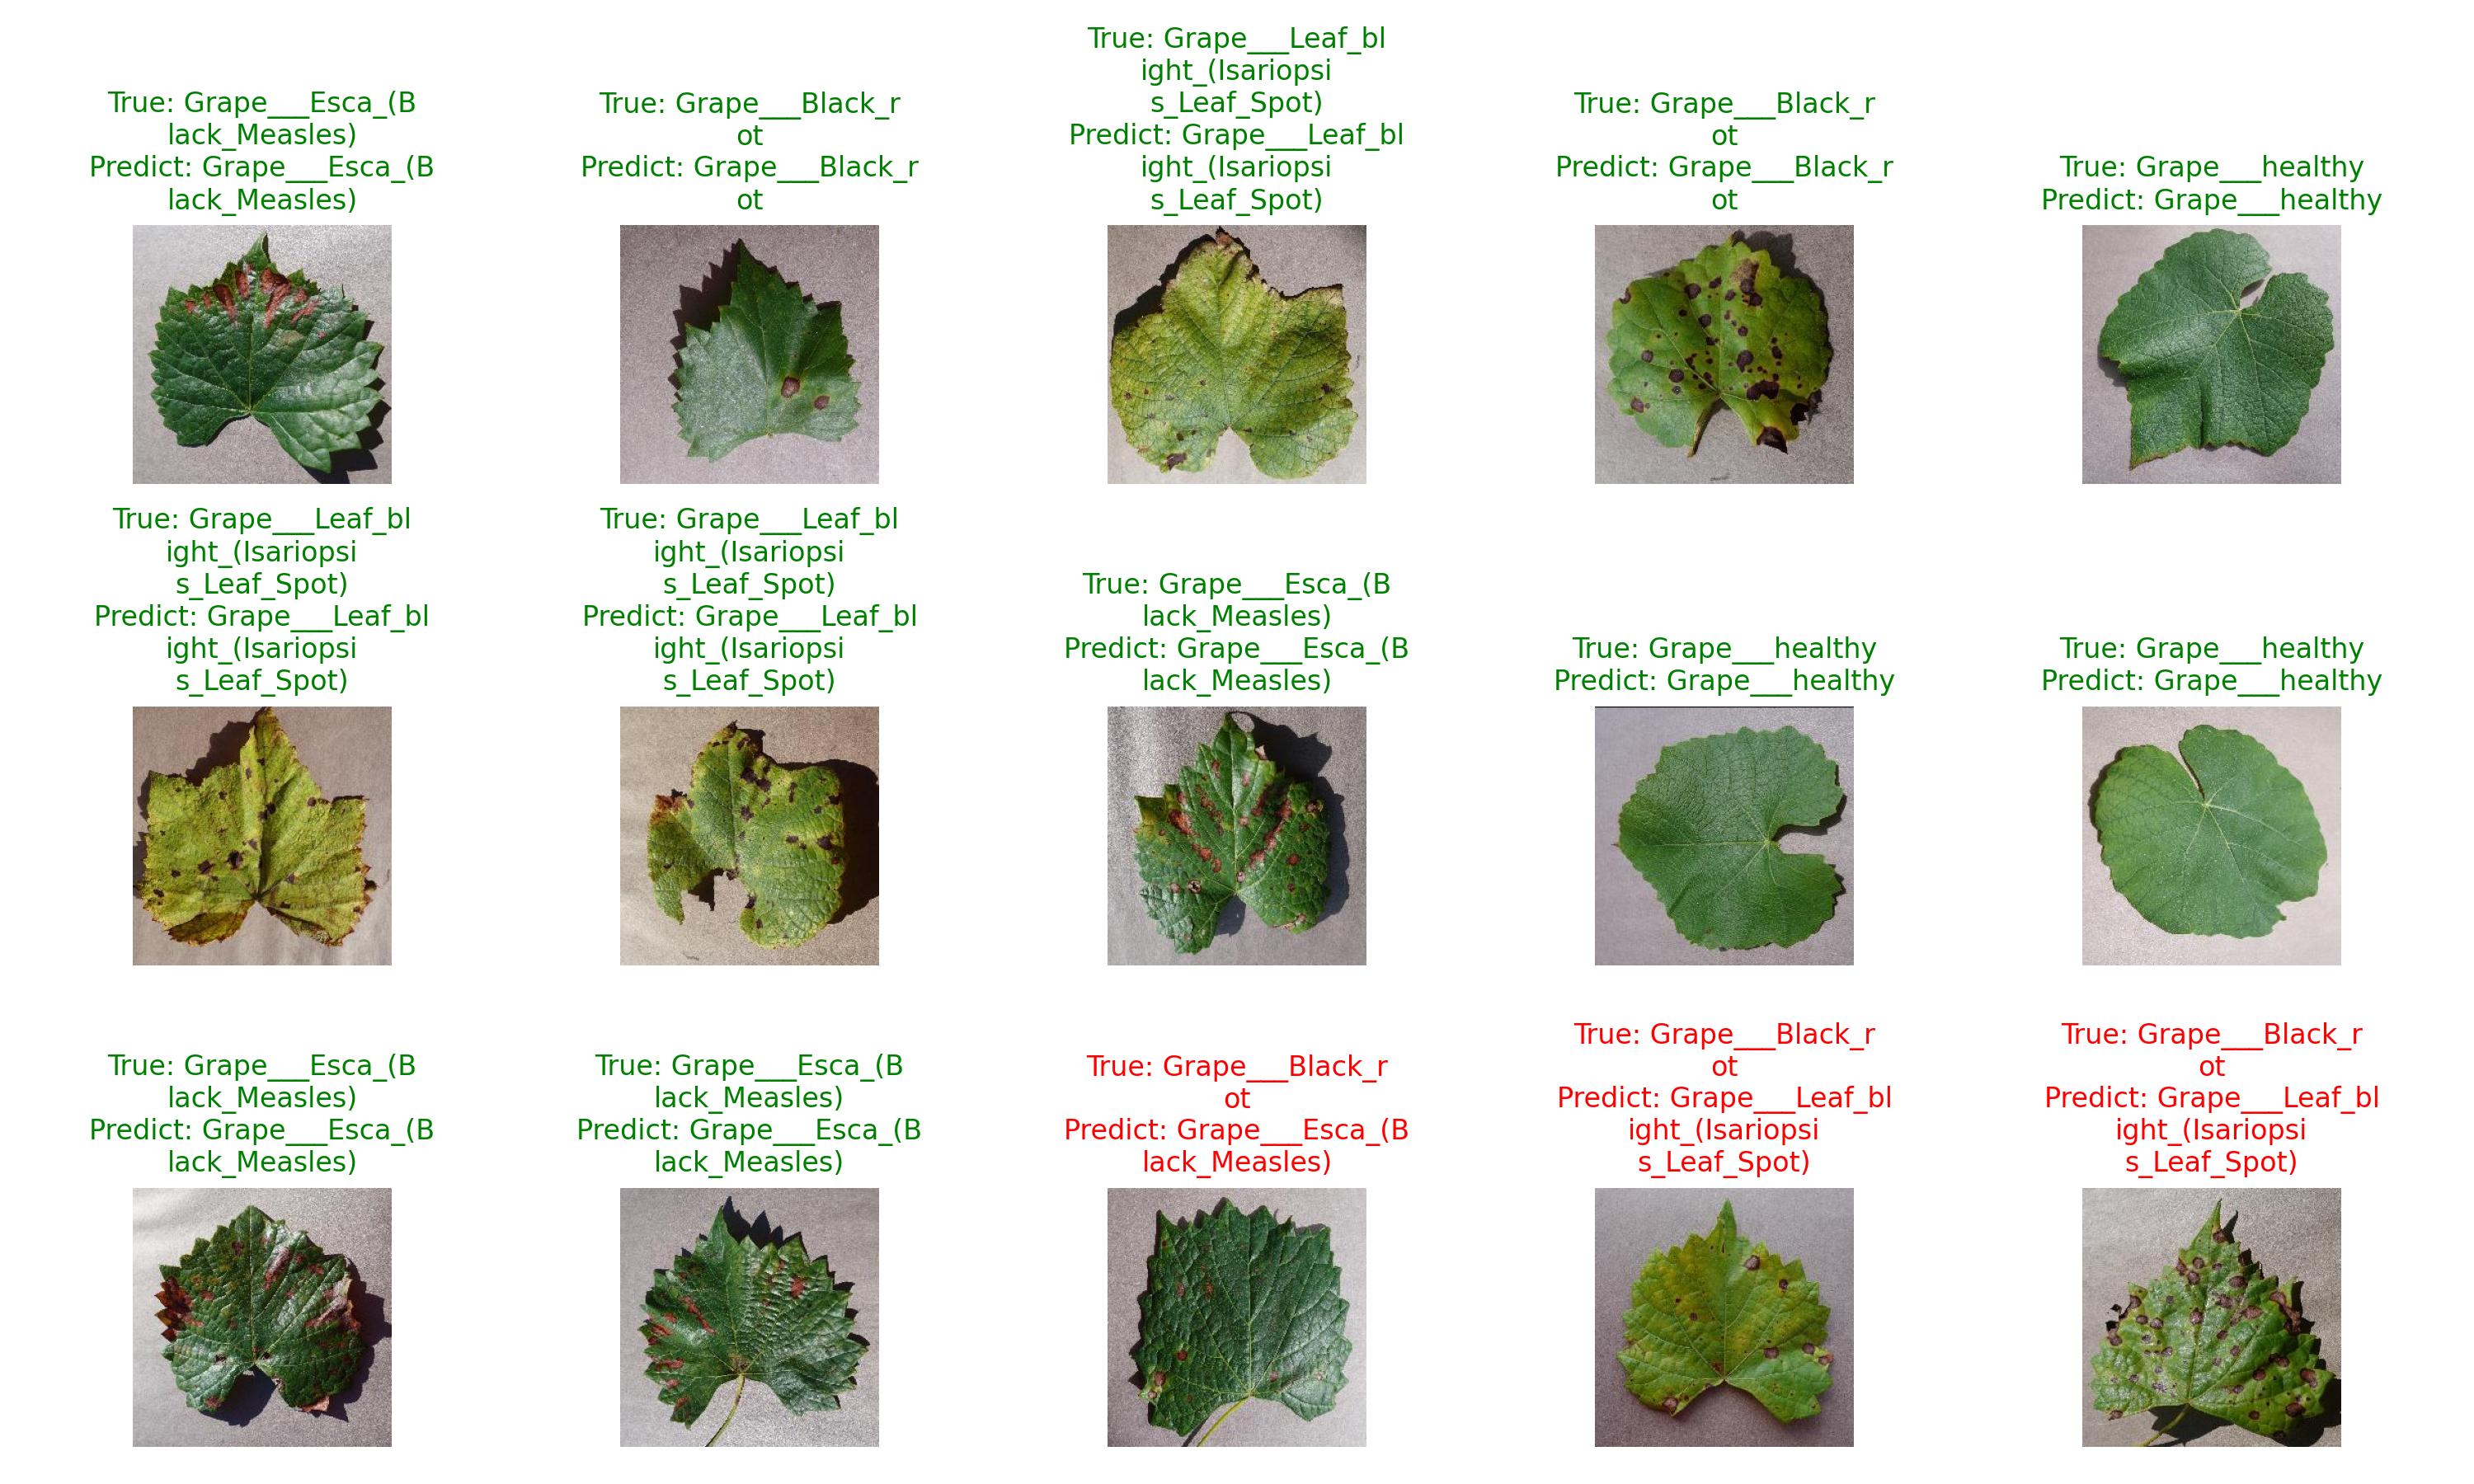 True: Grape___Esca_(B
lack_Measles)
Predict: Grape___Esca_(B
lack_Measles)
True: Grape___Black_r
ot
Predict: Grape___Black_r
ot
True: Grape___Leaf_bl
ight_(Isariopsi
s_Leaf_Spot)
Predict: Grape___Leaf_bl
ight_(Isariopsi
s_Leaf_Spot)
True: Grape___Black_r
ot
Predict: Grape___Black_r
ot
True: Grape___healthy
Predict: Grape___healthy
True: Grape___Leaf_bl
ight_(Isariopsi
s_Leaf_Spot)
Predict: Grape___Leaf_bl
ight_(Isariopsi
s_Leaf_Spot)
True: Grape___Leaf_bl
ight_(Isariopsi
s_Leaf_Spot)
Predict: Grape___Leaf_bl
ight_(Isariopsi
s_Leaf_Spot)
True: Grape___Esca_(B
lack_Measles)
Predict: Grape___Esca_(B
lack_Measles)
True: Grape___healthy
Predict: Grape___healthy
True: Grape___healthy
Predict: Grape___healthy
True: Grape___Esca_(B
lack_Measles)
Predict: Grape___Esca_(B
lack_Measles)
True: Grape___Esca_(B
lack_Measles)
Predict: Grape___Esca_(B
lack_Measles)
True: Grape___Black_r
ot
Predict: Grape___Esca_(B
lack_Measles)
True: Grape___Black_r
ot
Predict: Grape___Leaf_bl
ight_(Isariopsi
s_Leaf_Spot)
True: Grape___Black_r
ot
Predict: Grape___Leaf_bl
ight_(Isariopsi
s_Leaf_Spot)